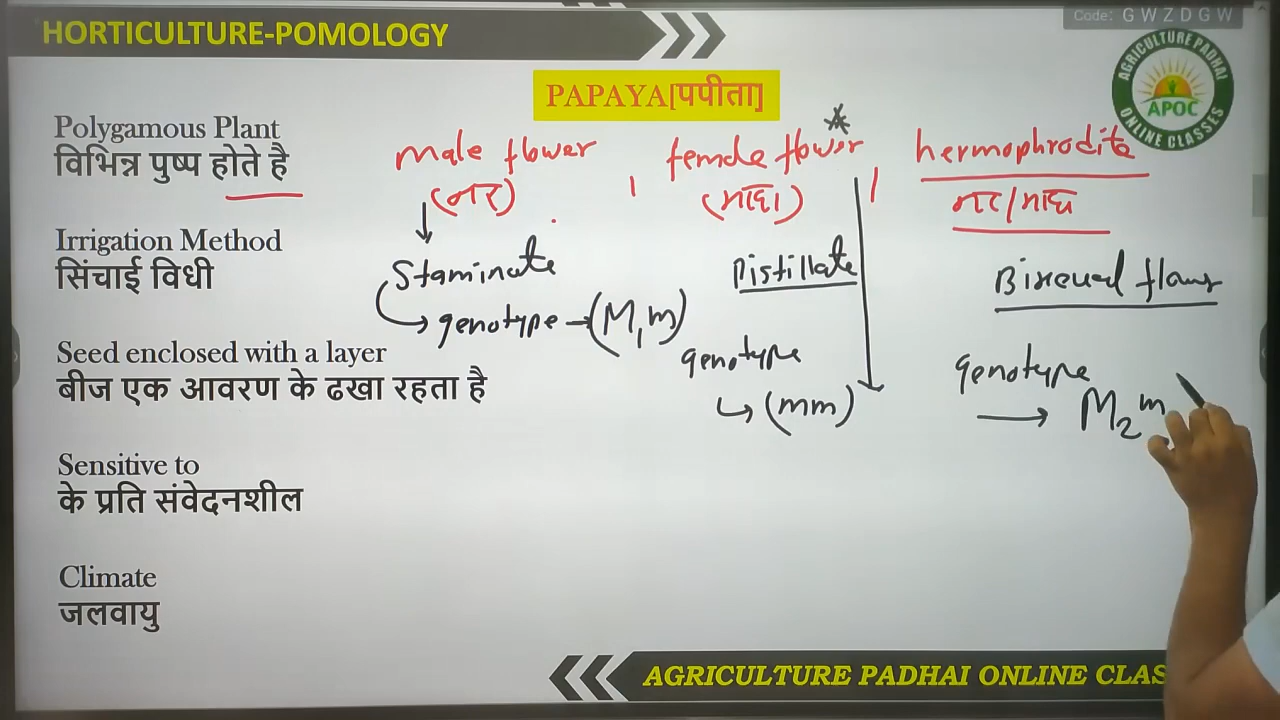 Code: GWZDGW
HORTICULTURE-POMOLOGY
AGRICULTURE PADHAI
APOC
ONLINE CLASSES
PAPAYA[पपीता]
Polygamous Plant
विभिन्न पुष्प होते है
male flower
(नर)
female flower
(मादा)
hermophrodite
नर/मादा
Irrigation Method
सिंचाई विधी
Staminate
genotype → (M₁m)
Pistillate
genotype
↳ (mm)
Bisexual flower
genotype
→ M₂m
Seed enclosed with a layer
बीज एक आवरण के ढखा रहता है
Sensitive to
के प्रति संवेदनशील
Climate
जलवायु
AGRICULTURE PADHAI ONLINE CLAS